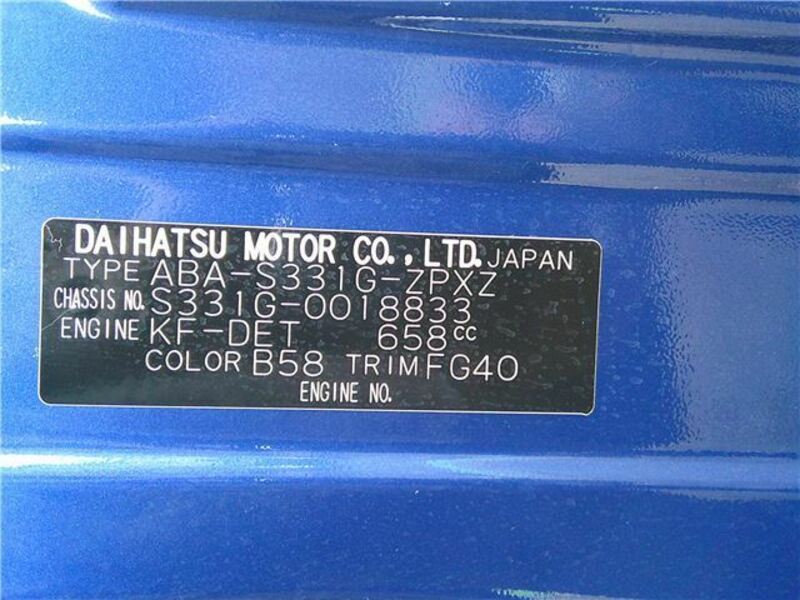 DAIHATSU MOTOR CO., LTD. JAPAN
TYPE ABA-S331G-ZPXZ
CHASSIS NO. S331G-0018833
ENGINE KF-DET 658cc
COLOR B58 TRIM FG40
ENGINE NO.